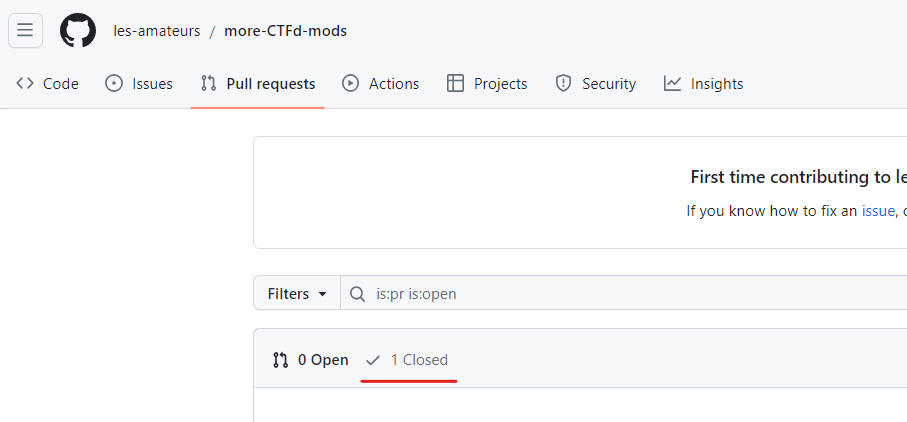 les-amateurs / more-CTFd-mods
Code Issues Pull requests Actions Projects Security Insights
First time contributing to le
If you know how to fix an issue, o
Filters is:pr is:open
0 Open 1 Closed